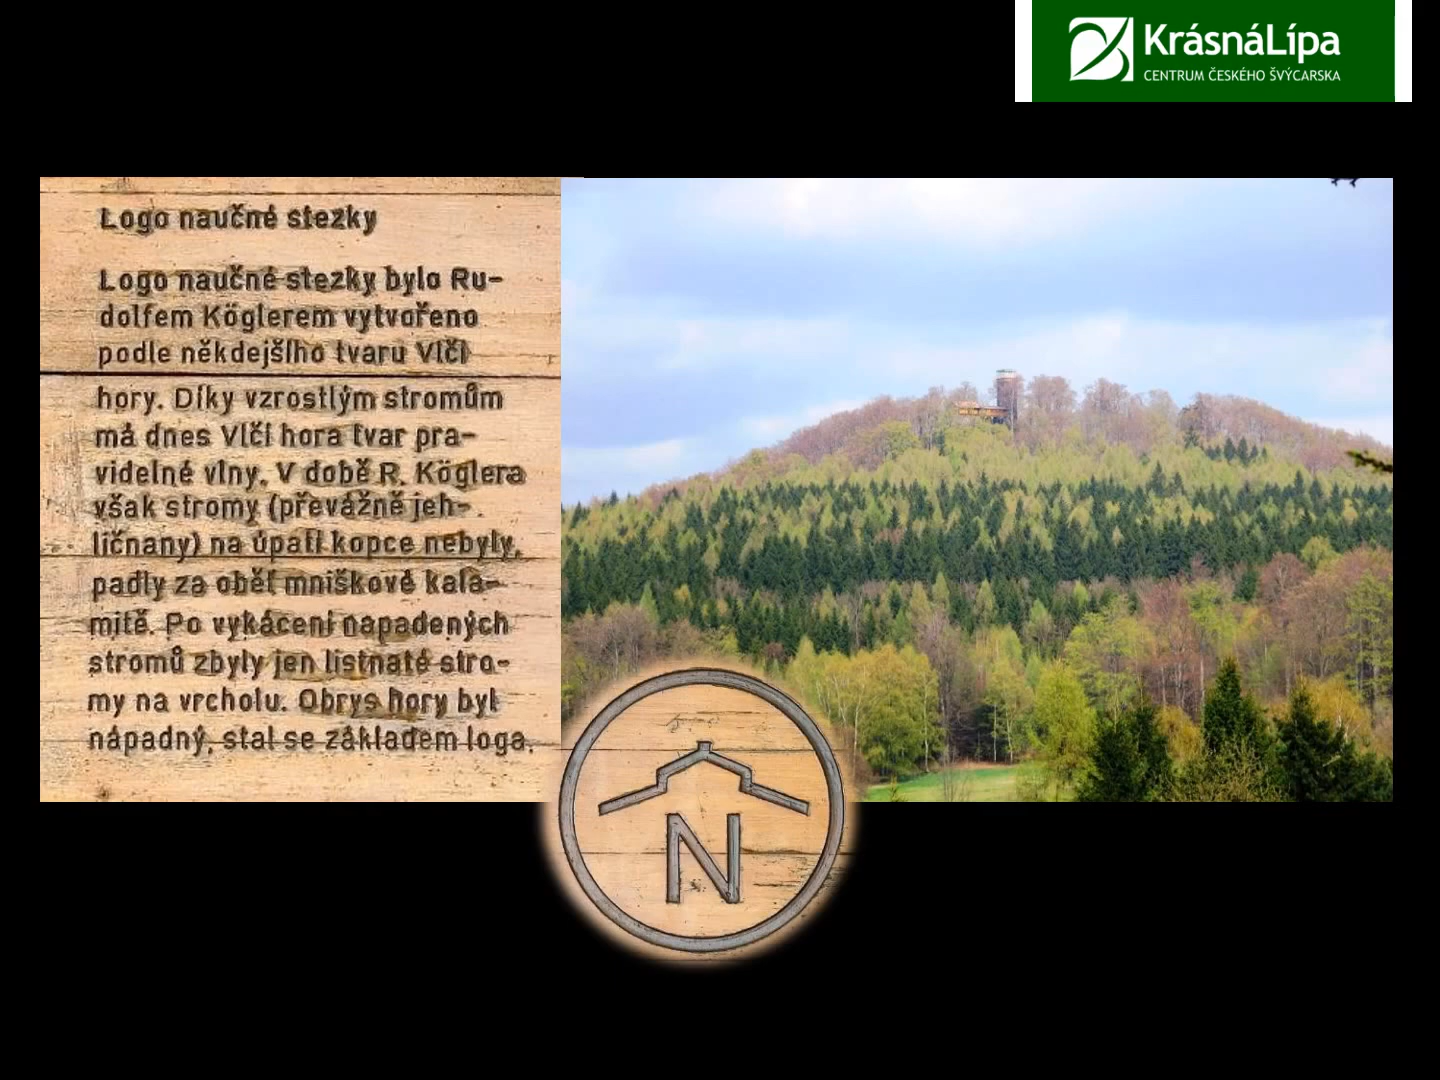 KrásnáLípa
CENTRUM ČESKÉHO ŠVÝCARSKA
Logo naučné stezky
Logo naučné stezky bylo Ru-
dolfem Köglerem vytvořeno
podle někdejšího tvaru Vlčí
hory. Díky vzrostlým stromům
má dnes Vlčí hora tvar pra-
videlné vlny. V době R. Köglera
však stromy (převážně jeh-
ličnany) na úpatí kopce nebyly,
padly za oběť mniškové kala-
mitě. Po vykácení napadených
stromů zbyly jen listnaté stro-
my na vrcholu. Obrys hory byl
nápadný, stal se základem loga.
N